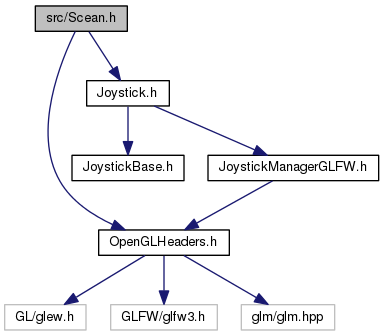 src/Scean.h
Joystick.h
JoystickBase.h
JoystickManagerGLFW.h
OpenGLHeaders.h
GL/glew.h
GLFW/glfw3.h
glm/glm.hpp